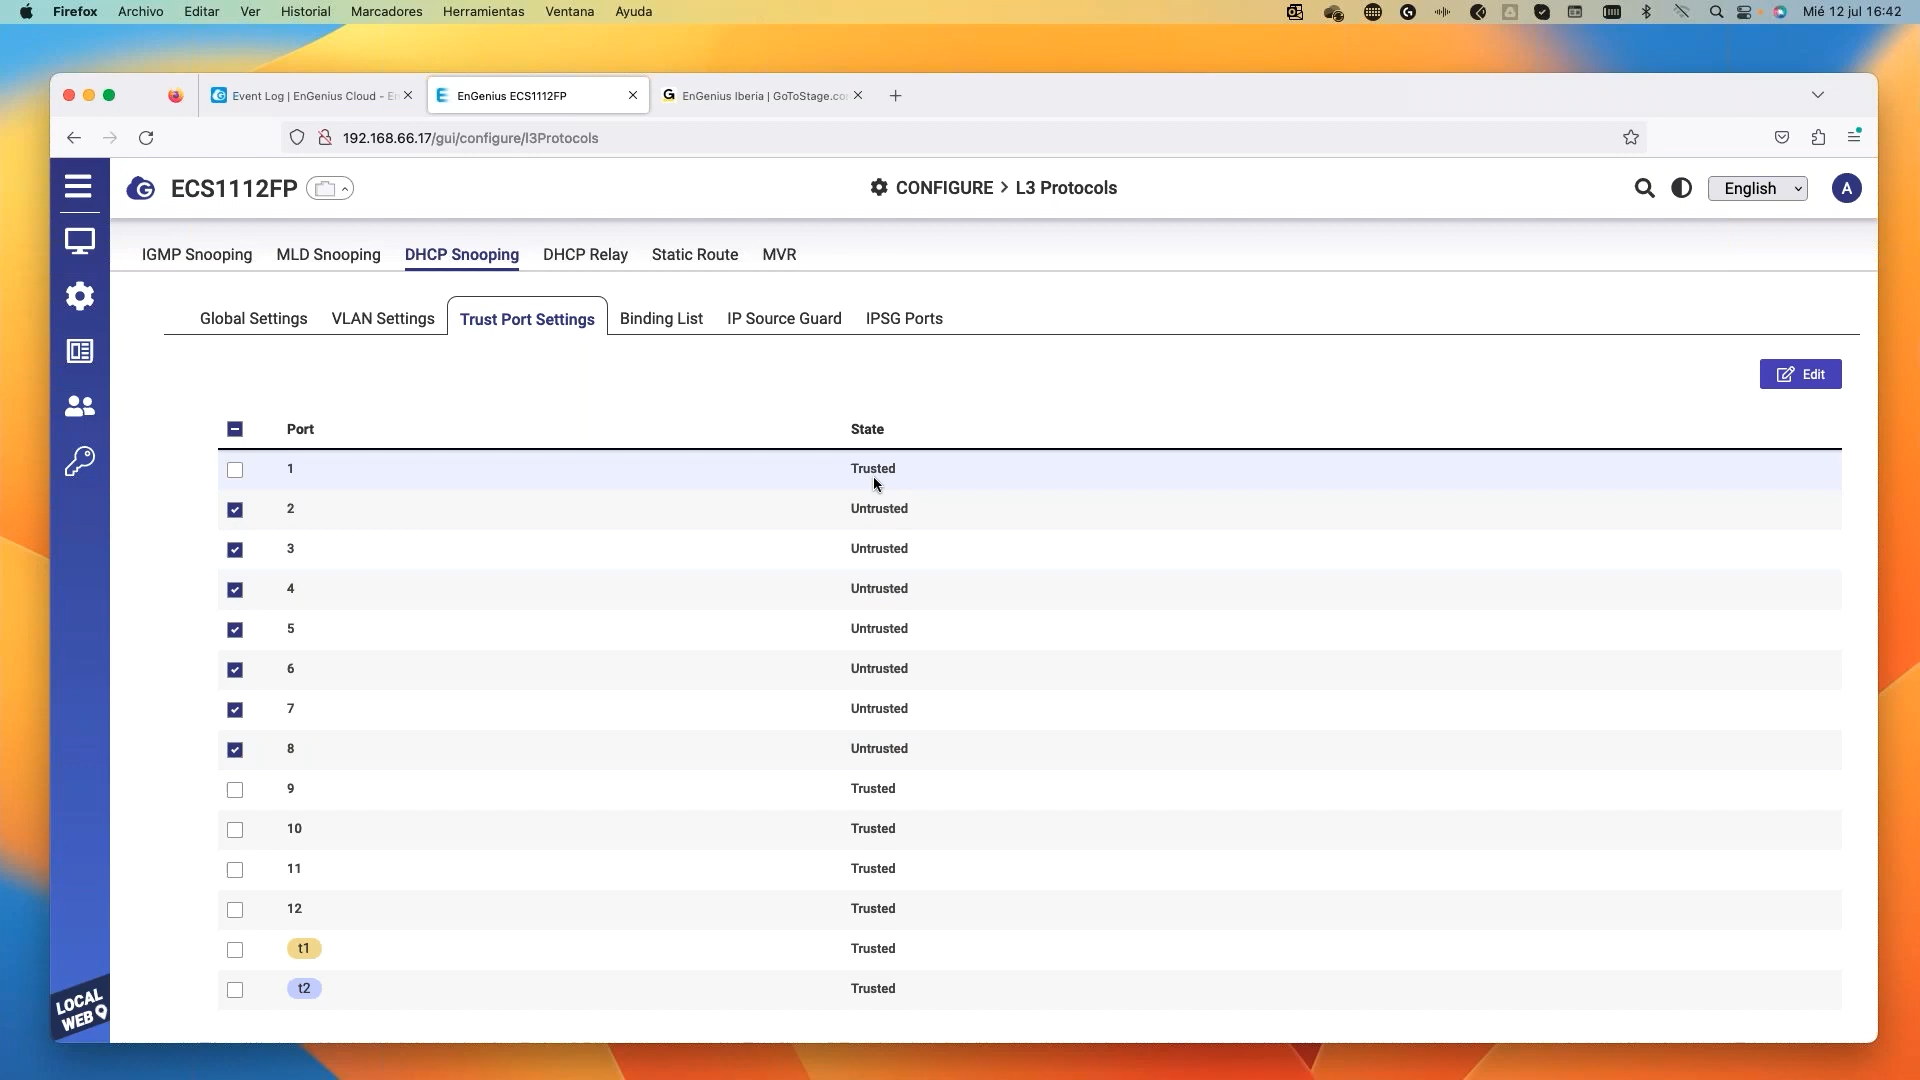 Firefox Archivo Editar Ver Historial Marcadores Herramientas Ventana Ayuda Mié 12 jul 16:42
Event Log | EnGenius Cloud - En EnGenius ECS1112FP EnGenius Iberia | GoToStage.co
192.168.66.17/gui/configure/l3Protocols
ECS1112FP CONFIGURE > L3 Protocols English A
IGMP Snooping MLD Snooping DHCP Snooping DHCP Relay Static Route MVR
Global Settings VLAN Settings Trust Port Settings Binding List IP Source Guard IPSG Ports
Edit
Port State
1 Trusted
2 Untrusted
3 Untrusted
4 Untrusted
5 Untrusted
6 Untrusted
7 Untrusted
8 Untrusted
9 Trusted
10 Trusted
11 Trusted
12 Trusted
t1 Trusted
t2 Trusted
LOCAL
WEB